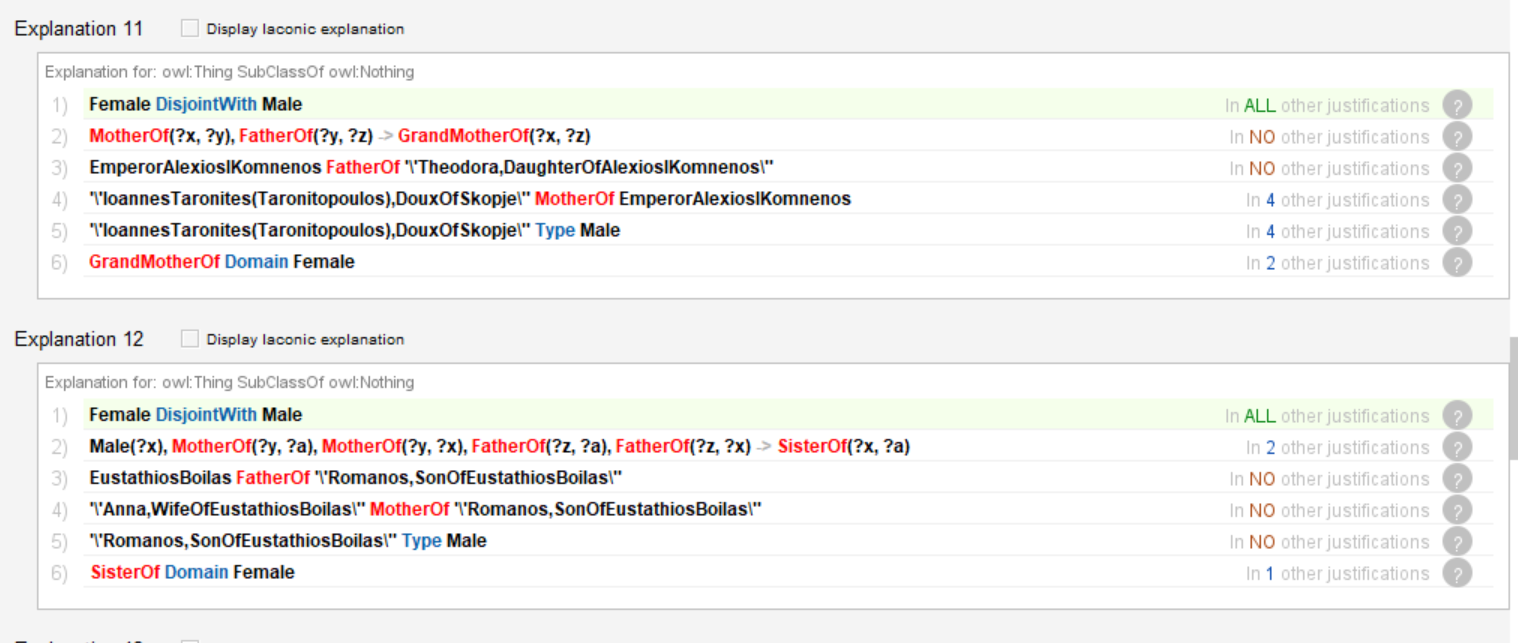 Explanation 11 Display laconic explanation
Explanation for: owl:Thing SubClassOf owl:Nothing
1) Female DisjointWith Male In ALL other justifications ?
2) MotherOf(?x, ?y), FatherOf(?y, ?z) -> GrandMotherOf(?x, ?z) In NO other justifications ?
3) EmperorAlexiosIKomnenos FatherOf '\'Theodora,DaughterOfAlexiosIKomnenos\'' In NO other justifications ?
4) '\'IoannesTaronites(Taronitopoulos),DouxOfSkopje\'' MotherOf EmperorAlexiosIKomnenos In 4 other justifications ?
5) '\'IoannesTaronites(Taronitopoulos),DouxOfSkopje\'' Type Male In 4 other justifications ?
6) GrandMotherOf Domain Female In 2 other justifications ?
Explanation 12 Display laconic explanation
Explanation for: owl:Thing SubClassOf owl:Nothing
1) Female DisjointWith Male In ALL other justifications ?
2) Male(?x), MotherOf(?y, ?a), MotherOf(?y, ?x), FatherOf(?z, ?a), FatherOf(?z, ?x) -> SisterOf(?x, ?a) In 2 other justifications ?
3) EustathiosBoilas FatherOf '\'Romanos,SonOfEustathiosBoilas\'' In NO other justifications ?
4) '\'Anna,WifeOfEustathiosBoilas\'' MotherOf '\'Romanos,SonOfEustathiosBoilas\'' In NO other justifications ?
5) '\'Romanos,SonOfEustathiosBoilas\'' Type Male In NO other justifications ?
6) SisterOf Domain Female In 1 other justifications ?